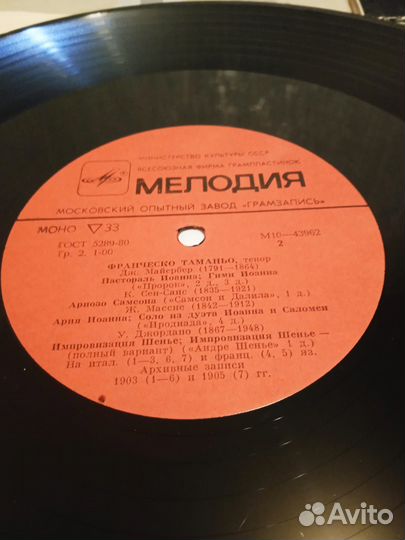 МИНИСТЕРСТВО КУЛЬТУРЫ СССР
ВСЕСОЮЗНАЯ ФИРМА ГРАМПЛАСТИНОК
МЕЛОДИЯ
МОСКОВСКИЙ ОПЫТНЫЙ ЗАВОД «ГРАМЗАПИСЬ»
МОНО ▽33
ГОСТ 5289-80
Гр. 2. 1-00
М10—43962
2
ФРАНЧЕСКО ТАМАНЬО, тенор
Дж. Майербер (1791—1864)
Пастораль Иоанна; Гимн Иоанна
(«Пророк», 2 д., 3 д.)
К. Сен-Санс (1835—1921)
Ариозо Самсона («Самсон и Далила», 1 д.)
Ж. Массне (1842—1912)
Ария Иоанна; Соло из дуэта Иоанна и Саломеи
(«Иродиада», 4 д.)
У. Джордано (1867—1948)
Импровизация Шенье; Импровизация Шенье —
(полный вариант) («Андре Шенье» 1 д.)
На итал. (1—3, 6, 7) и франц. (4, 5) яз.
Архивные записи
1903 (1—6) и 1905 (7) гг.
Avito